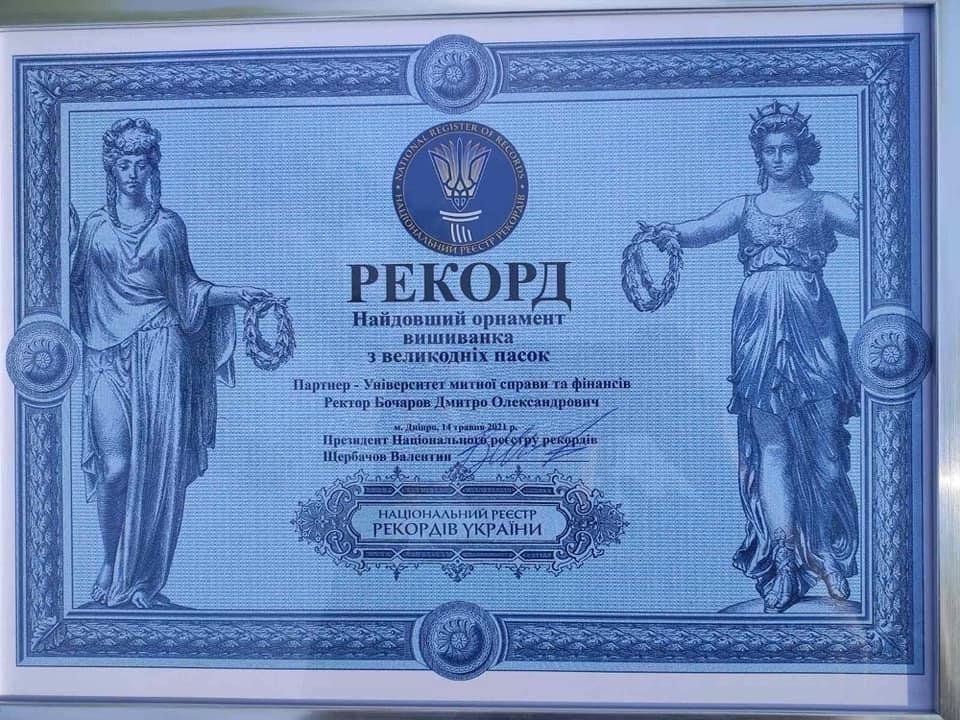 NATIONAL REGISTER OF RECORDS
НАЦІОНАЛЬНИЙ РЕЄСТР РЕКОРДІВ
РЕКОРД
Найдовший орнамент
вишиванка
з великодніх пасок
Партнер - Університет митної справи та фінансів
Ректор Бочаров Дмитро Олександрович
м. Дніпро, 14 травня 2021 р.
Президент Національного реєстру рекордів
Щербачов Валентин
НАЦІОНАЛЬНИЙ РЕЄСТР
РЕКОРДІВ УКРАЇНИ